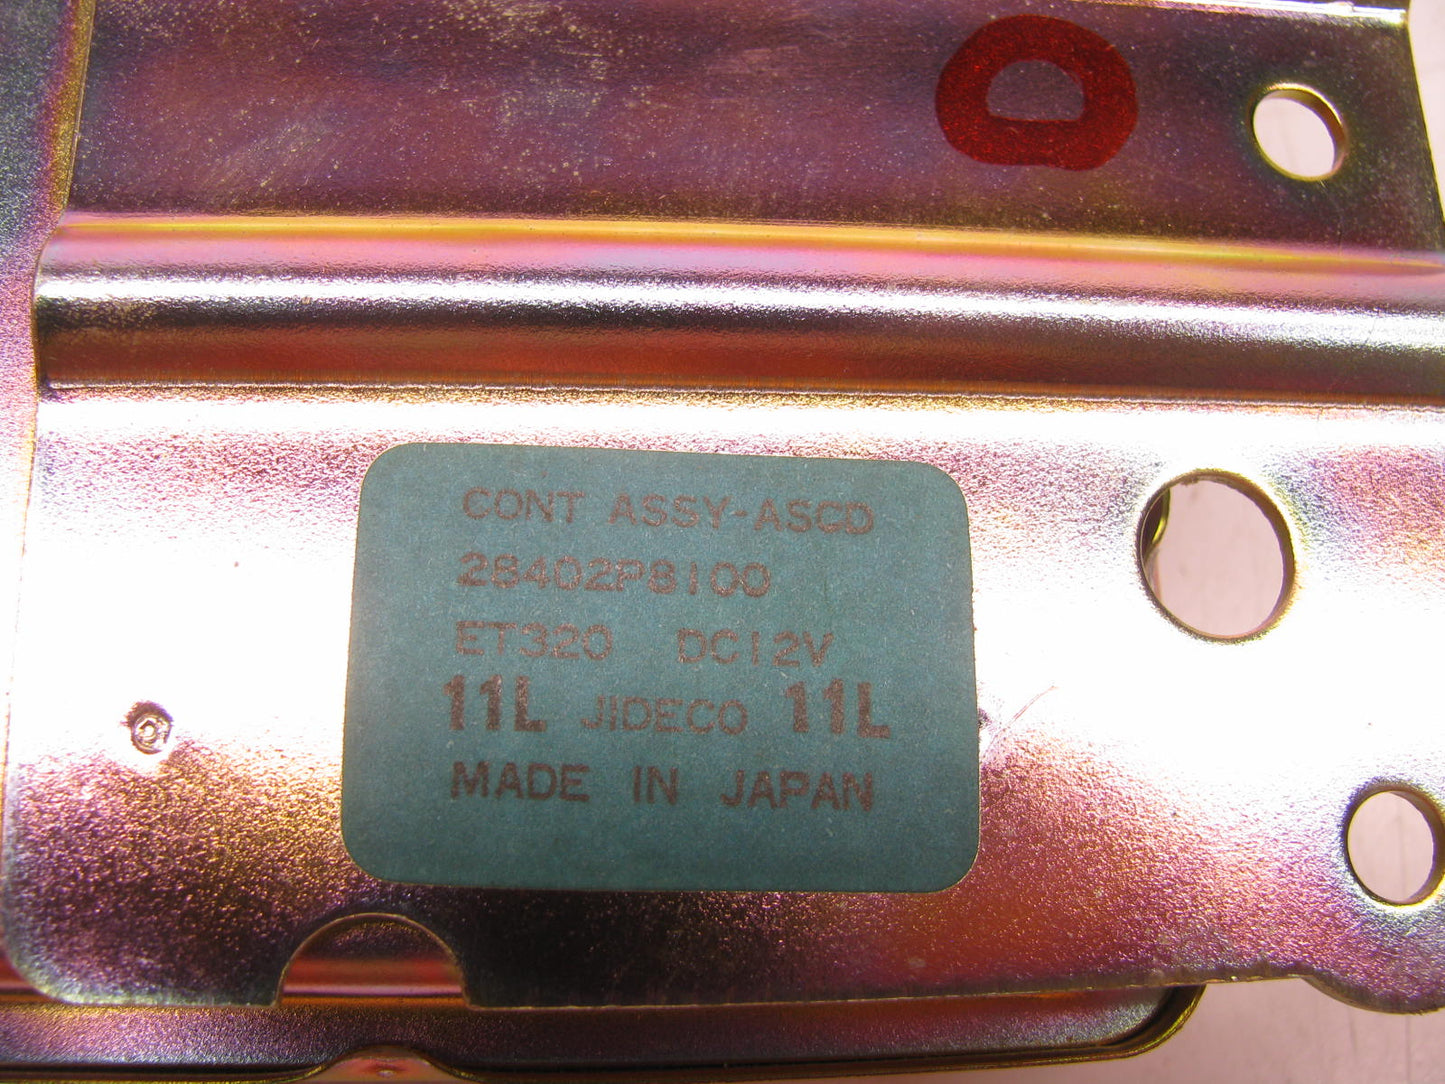 D
CONT ASSY-ASCD
28402P8100
ET320 DC12V
11L JIDECO 11L
MADE IN JAPAN